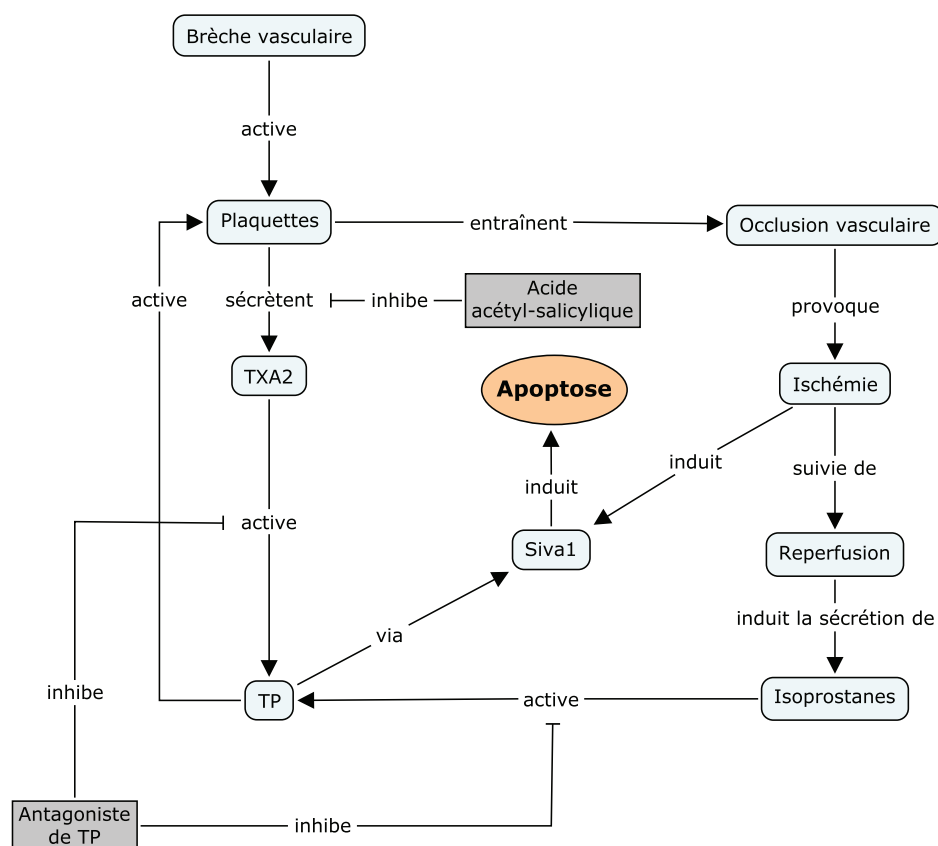 Brèche vasculaire
active
Plaquettes
entraînent
Occlusion vasculaire
active
sécrètent
inhibe
Acide
acétyl-salicylique
provoque
TXA2
Apoptose
Ischémie
induit
induit
suivie de
active
Siva1
Reperfusion
via
induit la sécrétion de
inhibe
TP
active
Isoprostanes
Antagoniste
de TP
inhibe